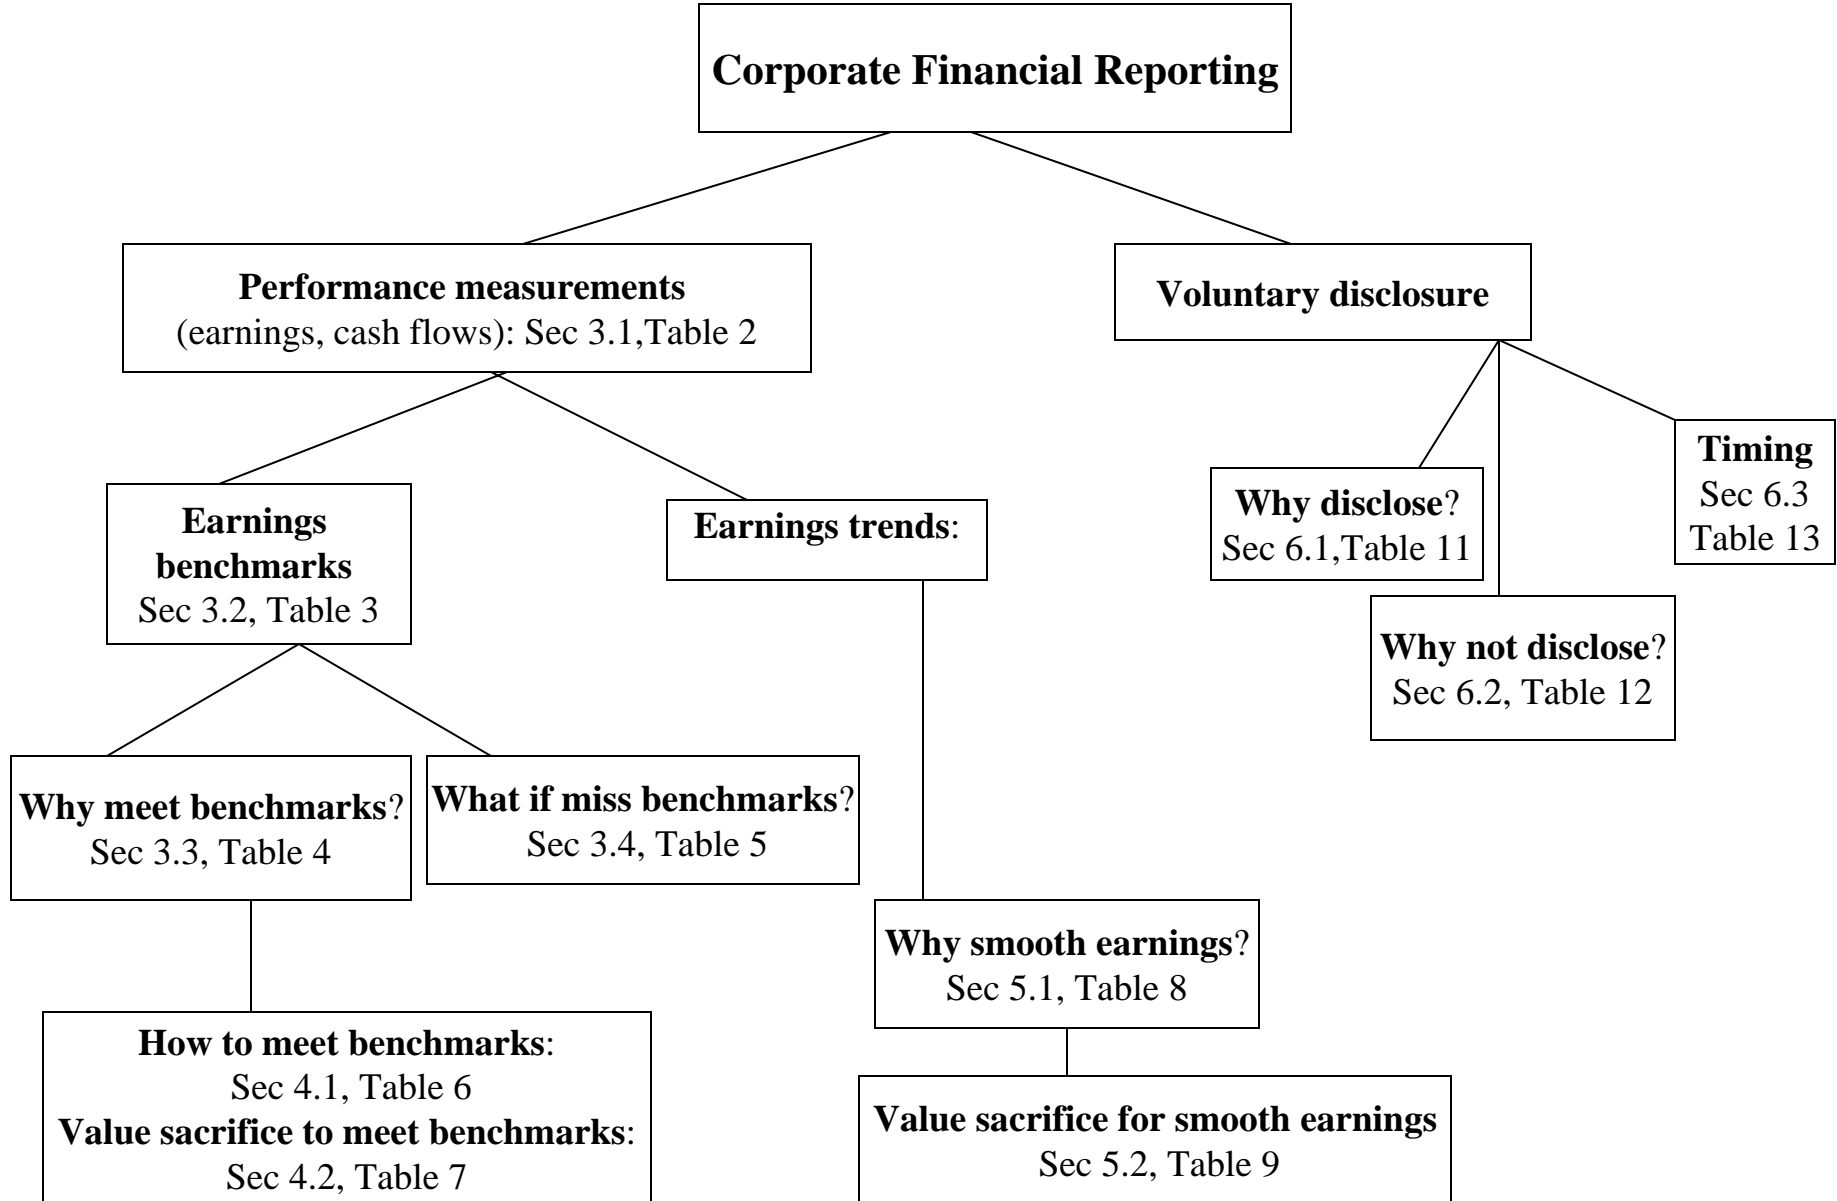 Corporate Financial Reporting
Performance measurements
(earnings, cash flows): Sec 3.1,Table 2
Voluntary disclosure
Earnings
benchmarks
Sec 3.2, Table 3
Earnings trends:
Why disclose?
Sec 6.1,Table 11
Timing
Sec 6.3
Table 13
Why not disclose?
Sec 6.2, Table 12
Why meet benchmarks?
Sec 3.3, Table 4
What if miss benchmarks?
Sec 3.4, Table 5
Why smooth earnings?
Sec 5.1, Table 8
How to meet benchmarks:
Sec 4.1, Table 6
Value sacrifice to meet benchmarks:
Sec 4.2, Table 7
Value sacrifice for smooth earnings
Sec 5.2, Table 9